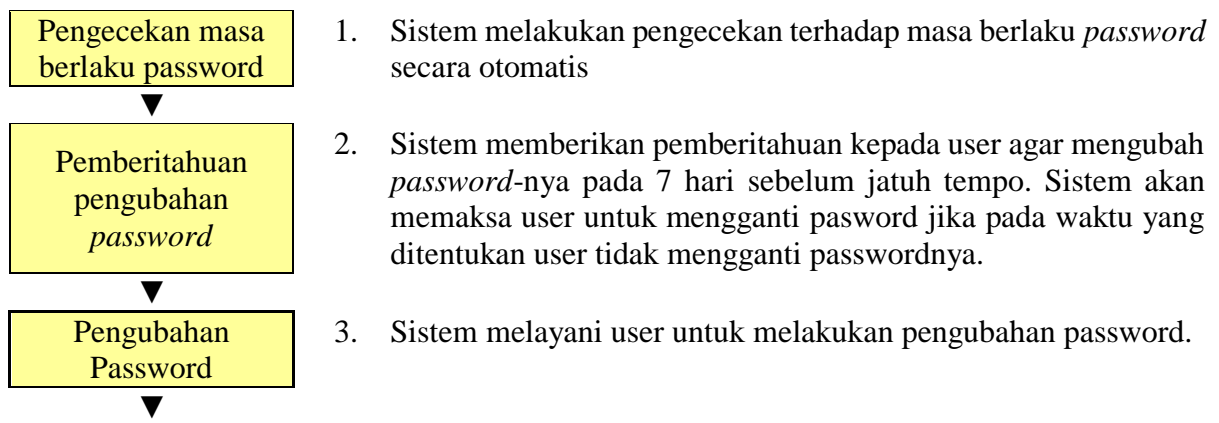 Pengecekan masa
berlaku password
1. Sistem melakukan pengecekan terhadap masa berlaku password
secara otomatis
▼
Pemberitahuan
pengubahan
password
2. Sistem memberikan pemberitahuan kepada user agar mengubah
password-nya pada 7 hari sebelum jatuh tempo. Sistem akan
memaksa user untuk mengganti pasword jika pada waktu yang
ditentukan user tidak mengganti passwordnya.
▼
Pengubahan
Password
3. Sistem melayani user untuk melakukan pengubahan password.
▼